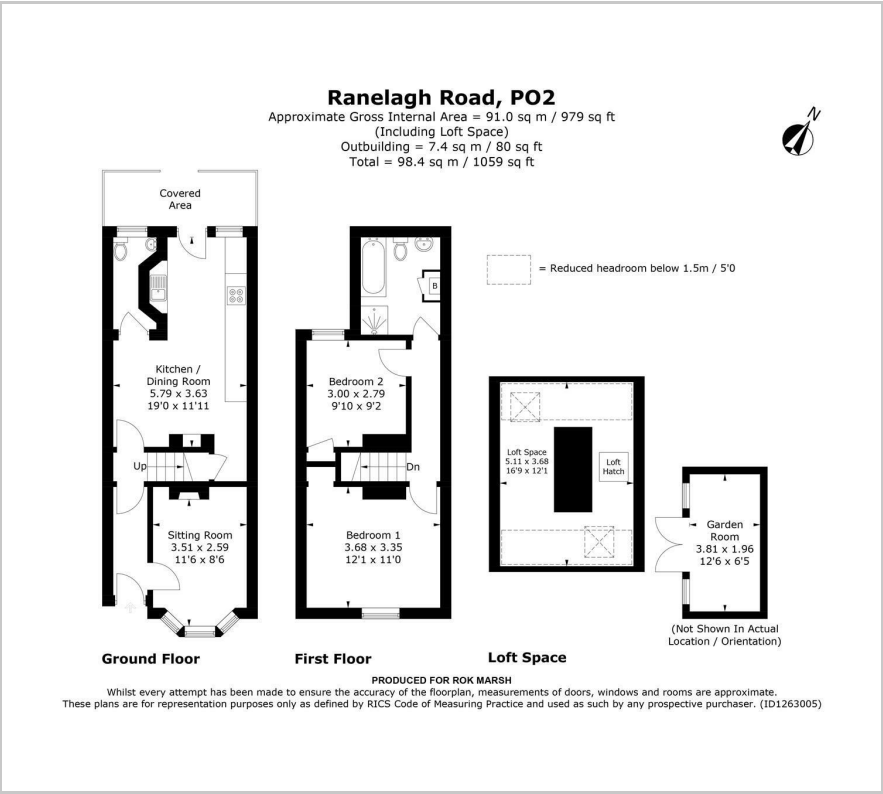 Ranelagh Road, PO2
Approximate Gross Internal Area = 91.0 sq m / 979 sq ft
(Including Loft Space)
Outbuilding = 7.4 sq m / 80 sq ft
Total = 98.4 sq m / 1059 sq ft
N
Covered
Area
= Reduced headroom below 1.5m / 5'0
B
Kitchen /
Dining Room
5.79 x 3.63
19'0 x 11'11
Bedroom 2
3.00 x 2.79
9'10 x 9'2
Up
Dn
Loft Space
5.11 x 3.68
16'9 x 12'1
Loft
Hatch
Sitting Room
3.51 x 2.59
11'6 x 8'6
Bedroom 1
3.68 x 3.35
12'1 x 11'0
Garden
Room
3.81 x 1.96
12'6 x 6'5
(Not Shown In Actual
Location / Orientation)
Ground Floor
First Floor
Loft Space
PRODUCED FOR ROK MARSH
Whilst every attempt has been made to ensure the accuracy of the floorplan, measurements of doors, windows and rooms are approximate.
These plans are for representation purposes only as defined by RICS Code of Measuring Practice and used as such by any prospective purchaser. (ID1263005)